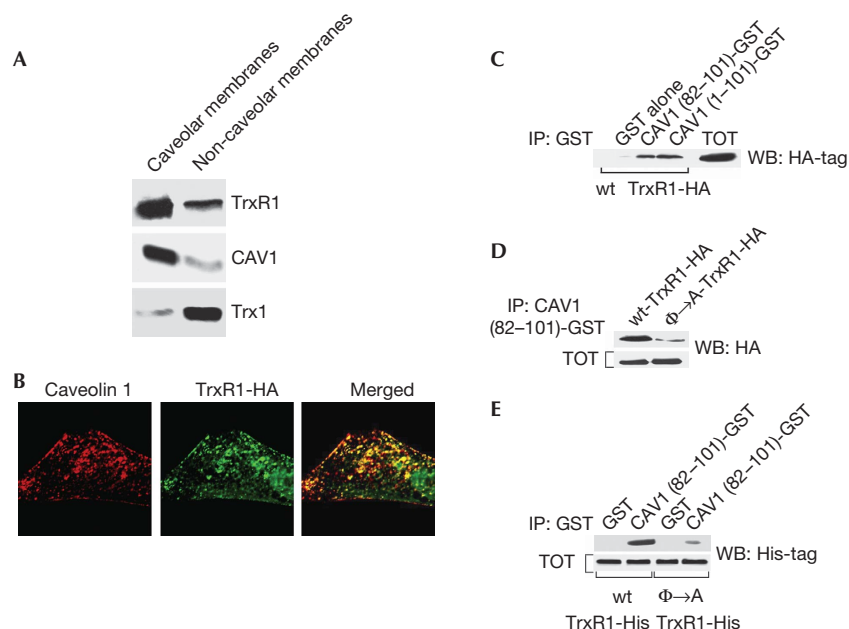 A
Caveolar membranes
Non-caveolar membranes
TrxR1
CAV1
Trx1
B
Caveolin 1
TrxR1-HA
Merged
C
GST alone
CAV1 (82–101)-GST
CAV1 (1–101)-GST
IP: GST
TOT
WB: HA-tag
wt TrxR1-HA
D
wt-TrxR1-HA
Φ→A-TrxR1-HA
IP: CAV1
(82–101)-GST
WB: HA
TOT
E
GST
CAV1 (82–101)-GST
GST
CAV1 (82–101)-GST
IP: GST
WB: His-tag
TOT
wt Φ→A
TrxR1-His TrxR1-His